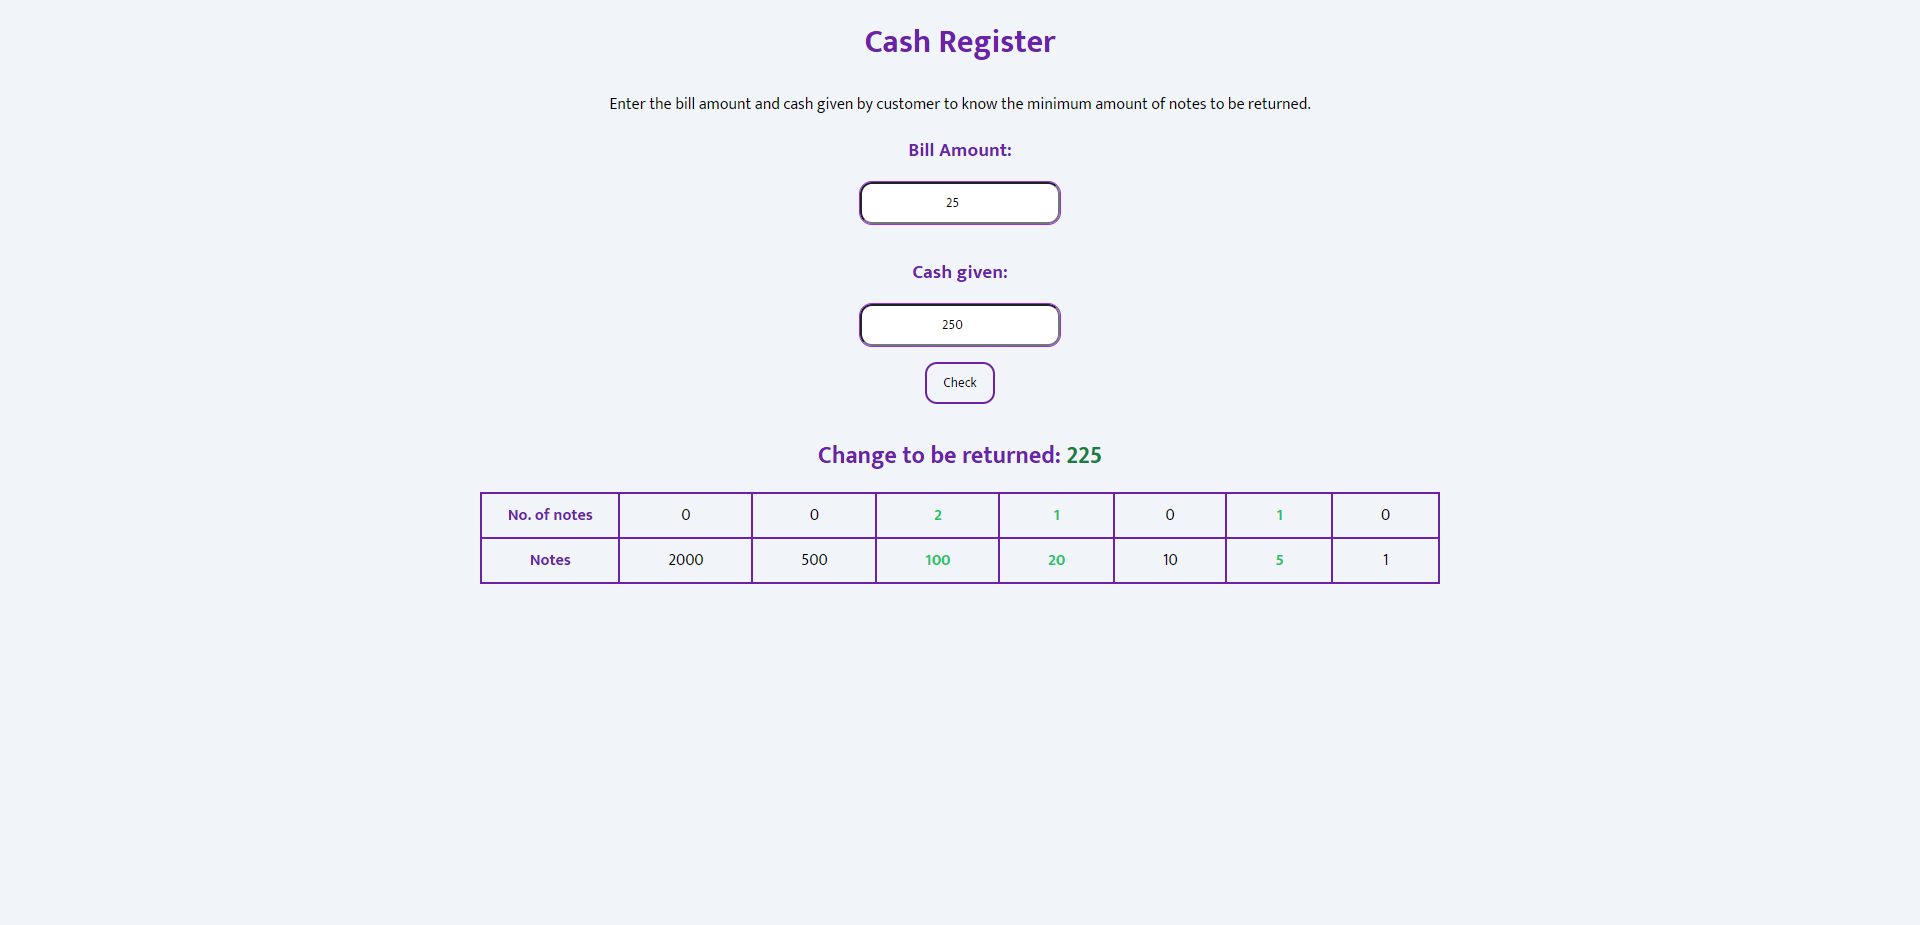 Cash Register
Enter the bill amount and cash given by customer to know the minimum amount of notes to be returned.
Bill Amount:
25
Cash given:
250
Check
Change to be returned: 225
No. of notes 0 0 2 1 0 1 0
Notes 2000 500 100 20 10 5 1